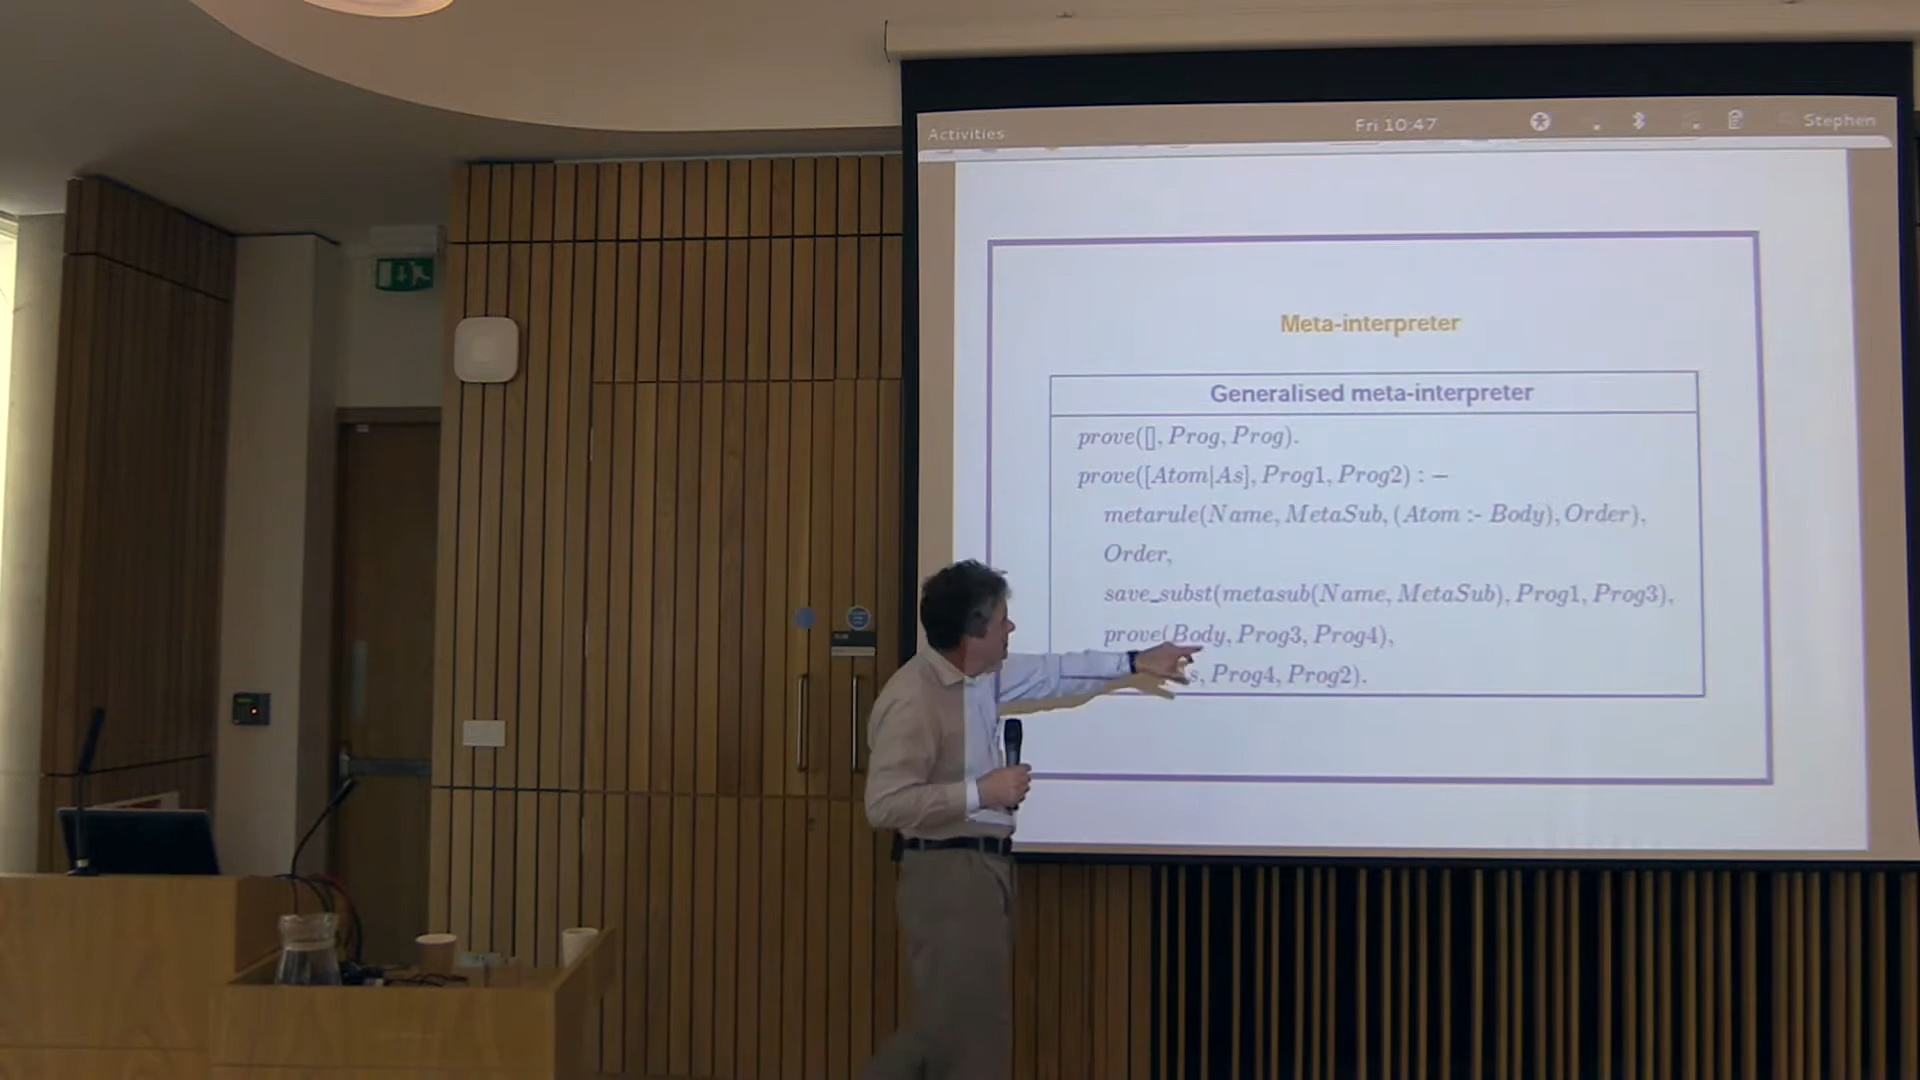 Activities Fri 10:47 Stephen
Meta-interpreter
Generalised meta-interpreter
prove([], Prog, Prog).
prove([Atom|As], Prog1, Prog2) : −
metarule(Name, MetaSub, (Atom :- Body), Order),
Order,
save_subst(metasub(Name, MetaSub), Prog1, Prog3),
prove(Body, Prog3, Prog4),
s, Prog4, Prog2).